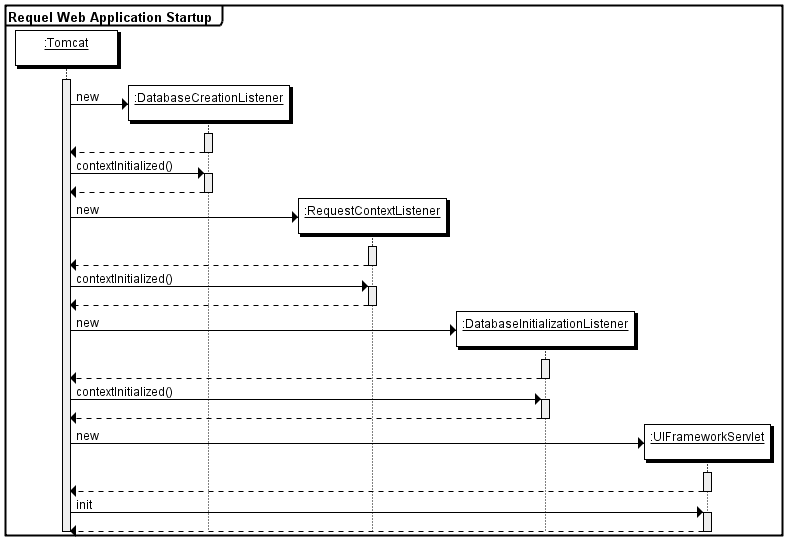 Requel Web Application Startup
:Tomcat
new
:DatabaseCreationListener
contextInitialized()
new
:RequestContextListener
contextInitialized()
new
:DatabaseInitializationListener
contextInitialized()
new
:UIFrameworkServlet
init